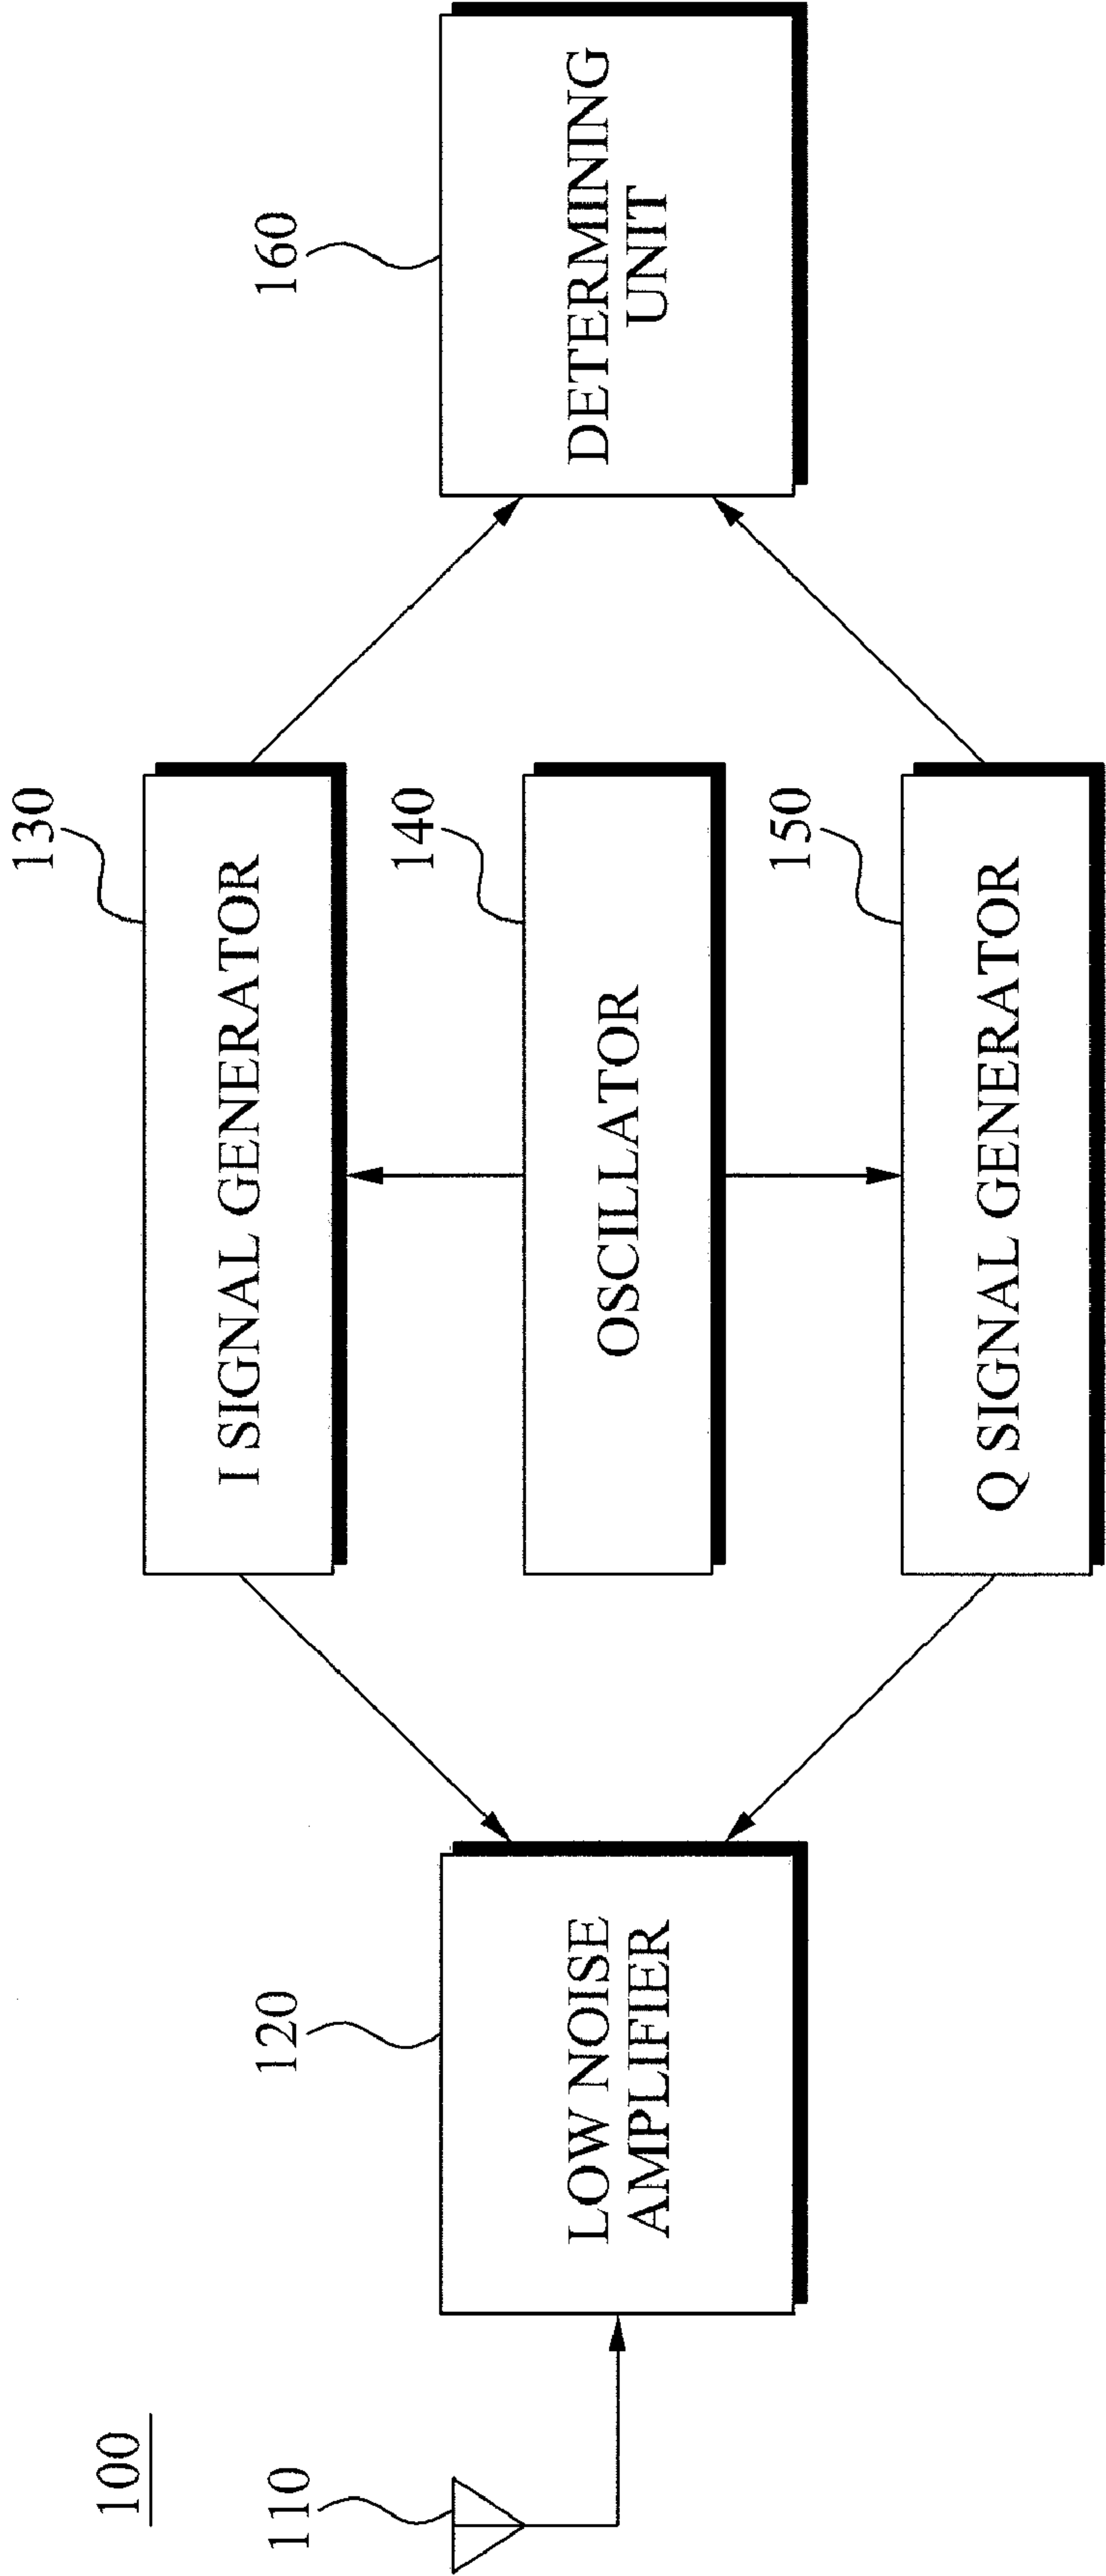 100
110
120
LOW NOISE
AMPLIFIER
130
I SIGNAL GENERATOR
140
OSCILLATOR
150
Q SIGNAL GENERATOR
160
DETERMINING
UNIT